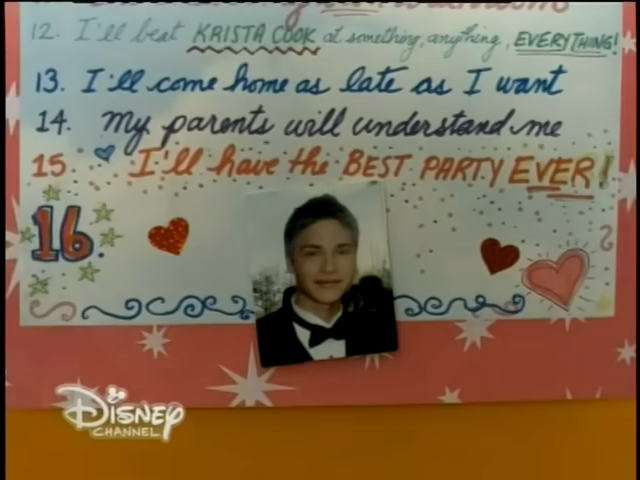 12. I'll beat KRISTA COOK at something, anything, EVERYTHING!
13. I'll come home as late as I want
14. My parents will understand me
15. I'll have the BEST PARTY EVER!
16.
DISNEY
CHANNEL